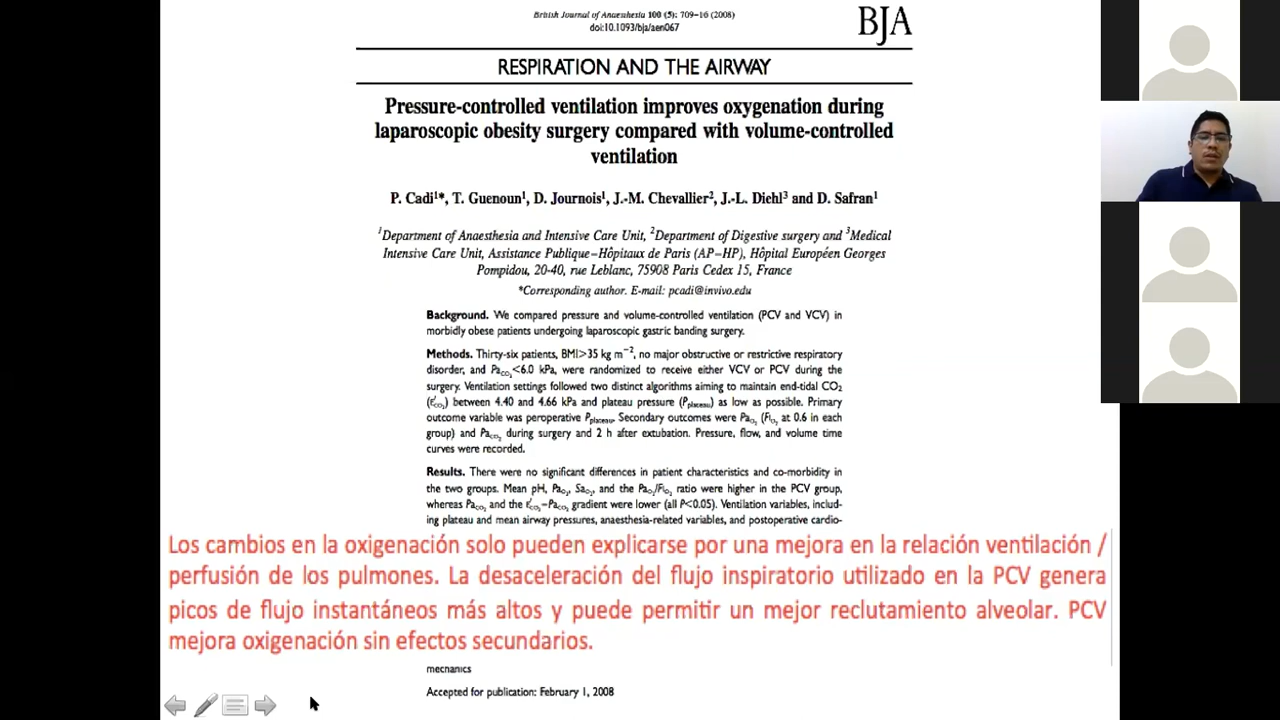 British Journal of Anaesthesia 100 (5): 709–16 (2008)
doi:10.1093/bja/aen067
BJA
RESPIRATION AND THE AIRWAY
Pressure-controlled ventilation improves oxygenation during
laparoscopic obesity surgery compared with volume-controlled
ventilation
P. Cadi¹*, T. Guenoun¹, D. Journois¹, J.-M. Chevallier², J.-L. Diehl³ and D. Safran¹
¹Department of Anaesthesia and Intensive Care Unit, ²Department of Digestive surgery and ³Medical
Intensive Care Unit, Assistance Publique–Hôpitaux de Paris (AP–HP), Hôpital Européen Georges
Pompidou, 20-40, rue Leblanc, 75908 Paris Cedex 15, France
*Corresponding author. E-mail: pcadi@invivo.edu
Background. We compared pressure and volume-controlled ventilation (PCV and VCV) in
morbidly obese patients undergoing laparoscopic gastric banding surgery.
Methods. Thirty-six patients, BMI>35 kg m⁻², no major obstructive or restrictive respiratory
disorder, and PaCO₂<6.0 kPa, were randomized to receive either VCV or PCV during the
surgery. Ventilation settings followed two distinct algorithms aiming to maintain end-tidal CO₂
(E′CO₂) between 4.40 and 4.66 kPa and plateau pressure (Pplateau) as low as possible. Primary
outcome variable was peroperative Pplateau. Secondary outcomes were PaO₂ (FiO₂ at 0.6 in each
group) and PaCO₂ during surgery and 2 h after extubation. Pressure, flow, and volume time
curves were recorded.
Results. There were no significant differences in patient characteristics and co-morbidity in
the two groups. Mean pH, PaO₂, SaO₂, and the PaO₂/FiO₂ ratio were higher in the PCV group,
whereas PaCO₂ and the E′CO₂–PaCO₂ gradient were lower (all P<0.05). Ventilation variables, includ-
ing plateau and mean airway pressures, anaesthesia-related variables, and postoperative cardio-
Los cambios en la oxigenación solo pueden explicarse por una mejora en la relación ventilación /
perfusión de los pulmones. La desaceleración del flujo inspiratorio utilizado en la PCV genera
picos de flujo instantáneos más altos y puede permitir un mejor reclutamiento alveolar. PCV
mejora oxigenación sin efectos secundarios.
mechanics
Accepted for publication: February 1, 2008